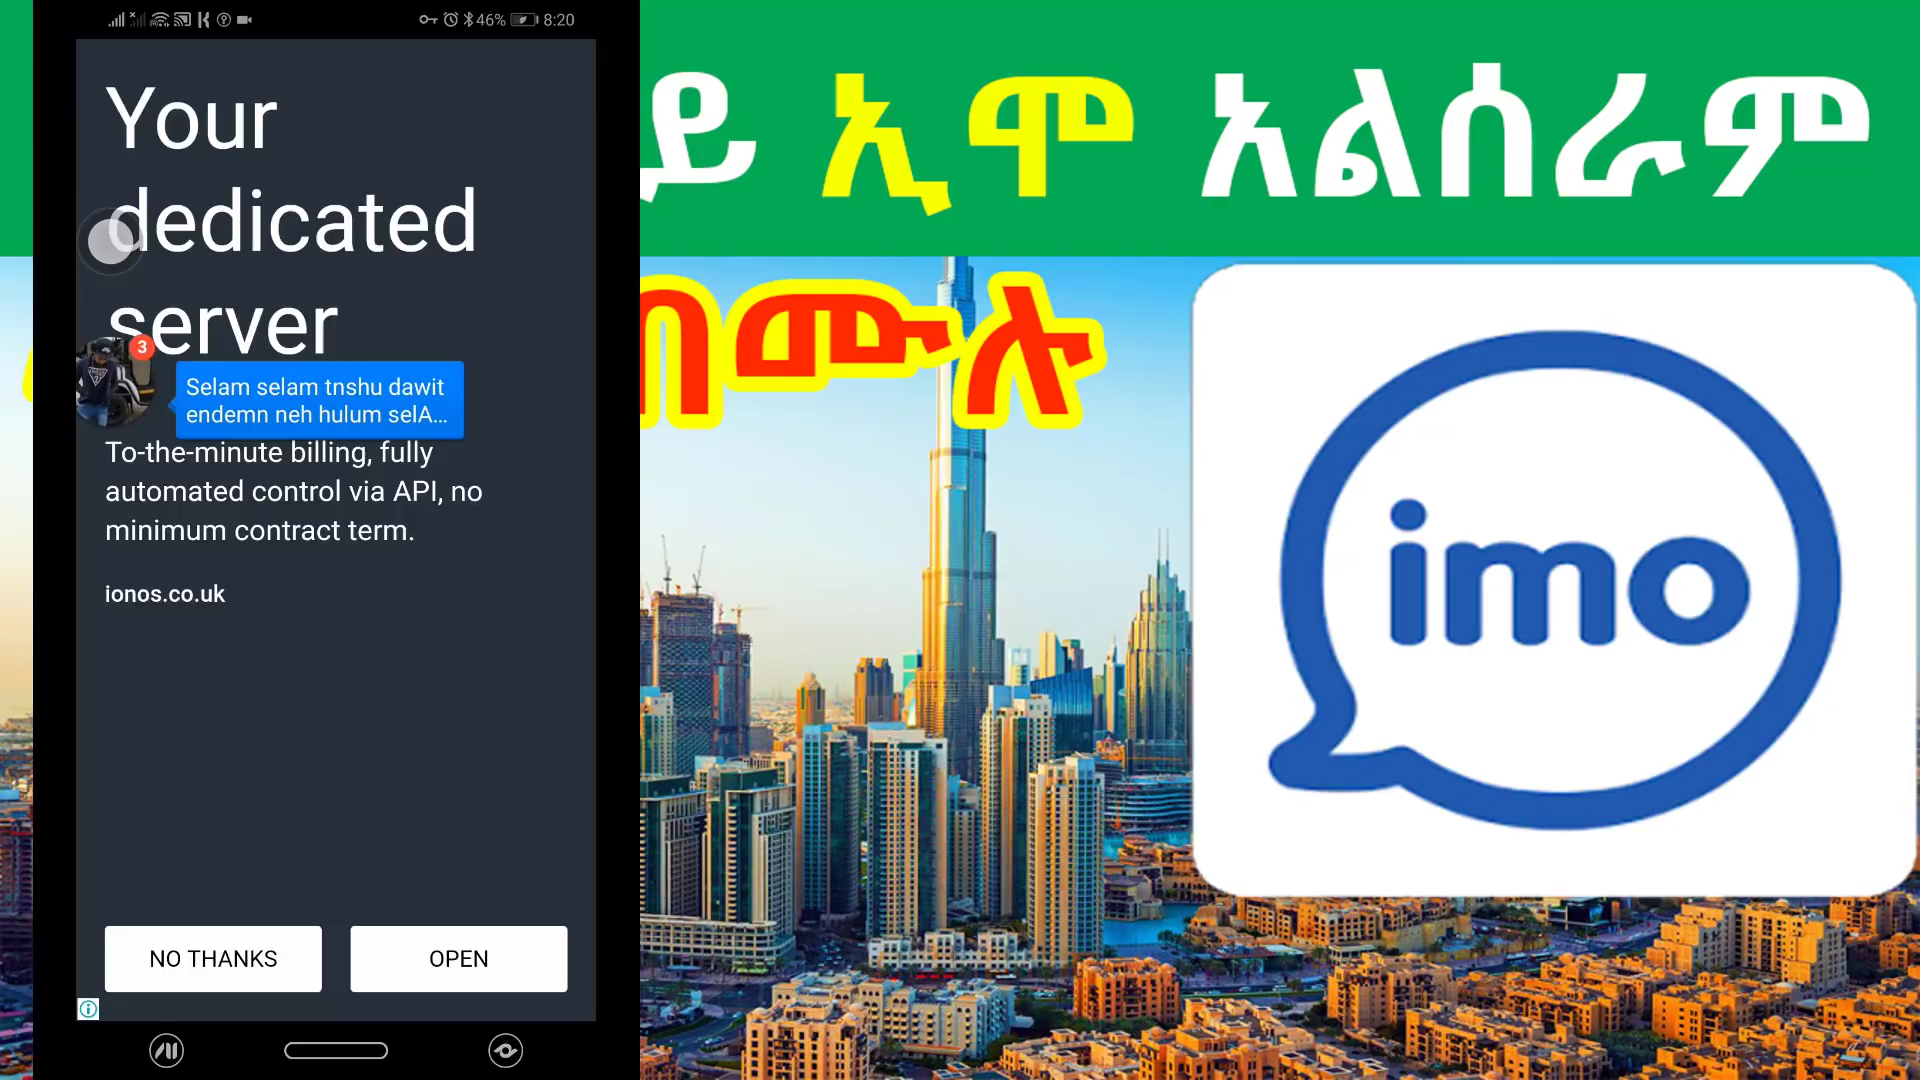 46% 8:20
Your
dedicated
server
3
Selam selam tnshu dawit
endemn neh hulum selA...
To-the-minute billing, fully
automated control via API, no
minimum contract term.
ionos.co.uk
NO THANKS
OPEN
ይ ኢሞ አልሰራም
በሙሉ
imo